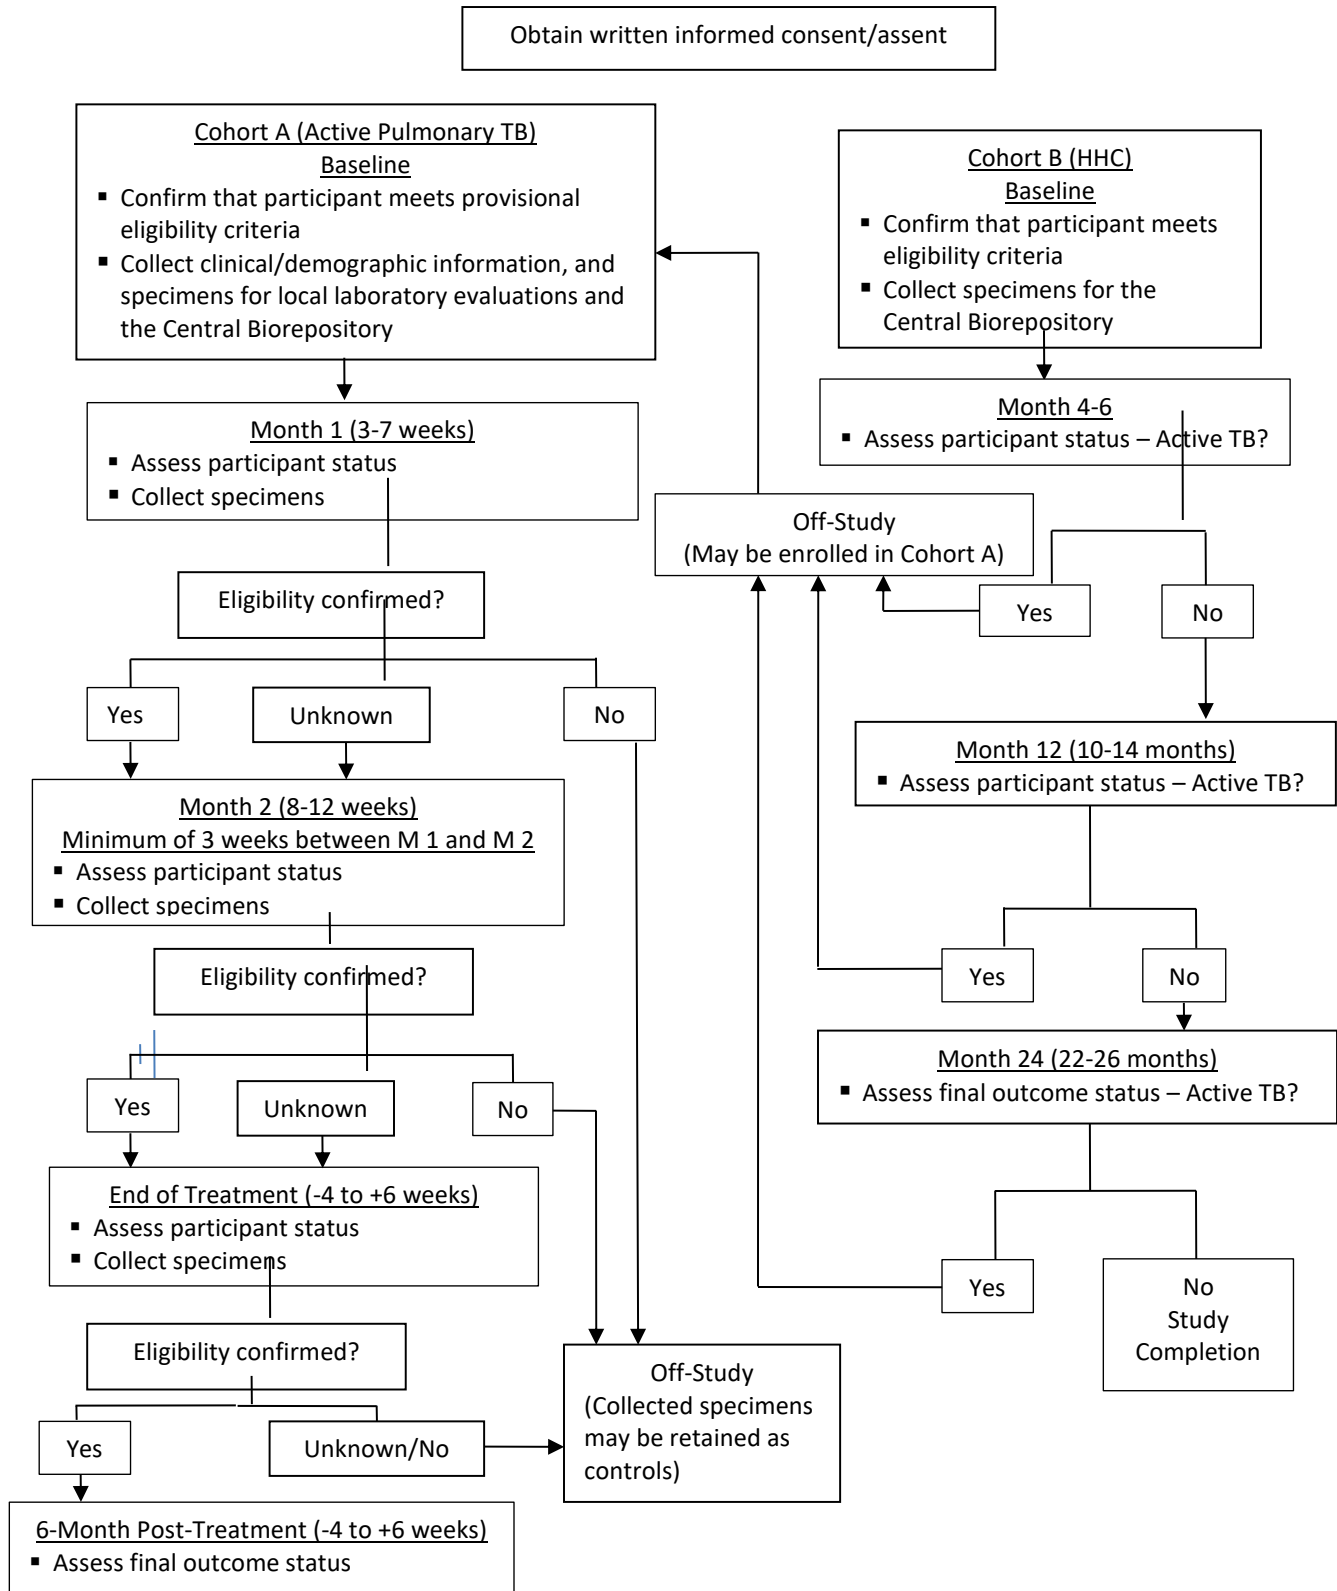 Obtain written informed consent/assent
Cohort A (Active Pulmonary TB)
Baseline
▪ Confirm that participant meets provisional
eligibility criteria
▪ Collect clinical/demographic information, and
specimens for local laboratory evaluations and
the Central Biorepository
Month 1 (3-7 weeks)
▪ Assess participant status
▪ Collect specimens
Eligibility confirmed?
Yes
Unknown
No
Month 2 (8-12 weeks)
Minimum of 3 weeks between M 1 and M 2
▪ Assess participant status
▪ Collect specimens
Eligibility confirmed?
Yes
Unknown
No
End of Treatment (-4 to +6 weeks)
▪ Assess participant status
▪ Collect specimens
Eligibility confirmed?
Yes
Unknown/No
Off-Study
(Collected specimens
may be retained as
controls)
6-Month Post-Treatment (-4 to +6 weeks)
▪ Assess final outcome status
Cohort B (HHC)
Baseline
▪ Confirm that participant meets
eligibility criteria
▪ Collect specimens for the
Central Biorepository
Month 4-6
▪ Assess participant status – Active TB?
Off-Study
(May be enrolled in Cohort A)
Yes
No
Month 12 (10-14 months)
▪ Assess participant status – Active TB?
Yes
No
Month 24 (22-26 months)
▪ Assess final outcome status – Active TB?
Yes
No
Study
Completion